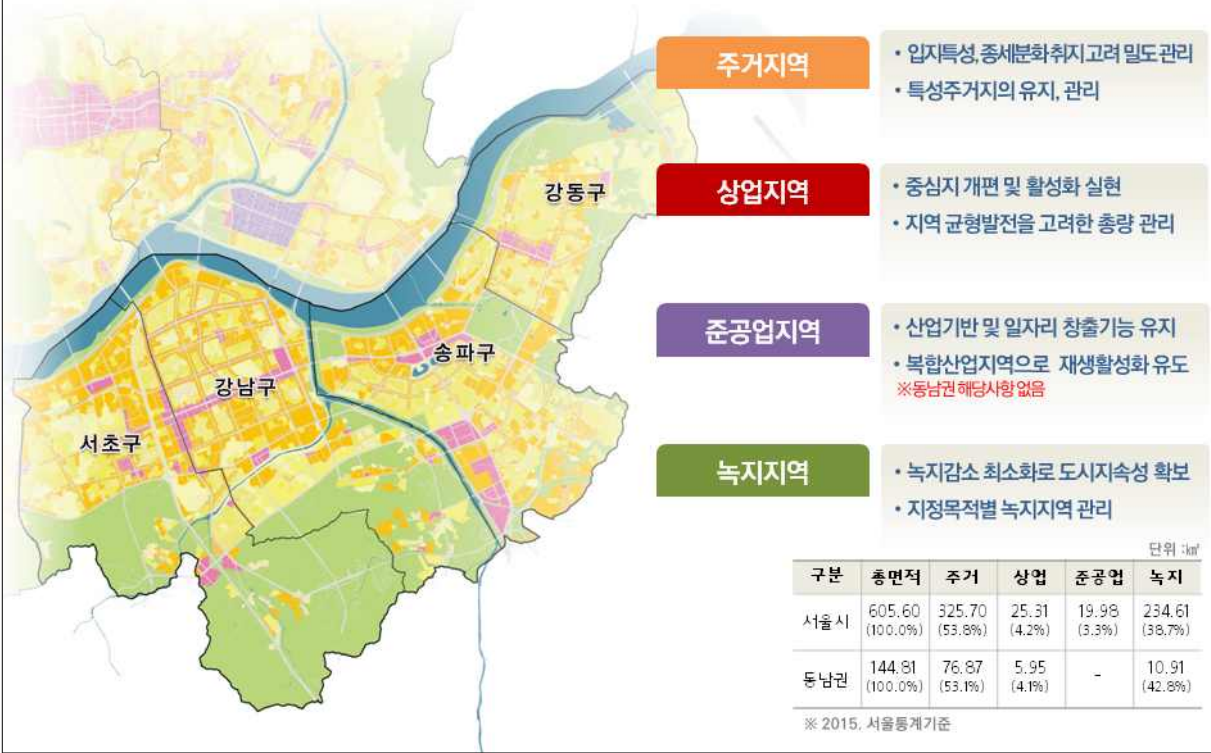 주거지역
• 입지특성,종세분화취지고려 밀도관리
• 특성주거지의 유지, 관리
상업지역
• 중심지 개편 및 활성화 실현
• 지역 균형발전을 고려한 총량 관리
준공업지역
• 산업기반 및 일자리 창출기능 유지
• 복합산업지역으로 재생활성화 유도
※동남권 해당사항 없음
녹지지역
• 녹지감소 최소화로 도시지속성 확보
• 지정목적별 녹지지역 관리
강동구
송파구
강남구
서초구
단위 :㎢
구분 총면적 주거 상업 준공업 녹지
서울시 605.60 325.70 25.31 19.98 234.61
(100.0%) (53.8%) (4.2%) (3.3%) (38.7%)
동남권 144.81 76.87 5.95 - 10.91
(100.0%) (53.1%) (4.1%) (42.8%)
※ 2015. 서울통계기준